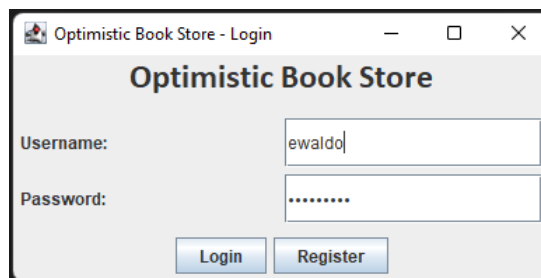 Optimistic Book Store - Login
Optimistic Book Store
Username: ewaldo
Password: •••••••••
Login Register